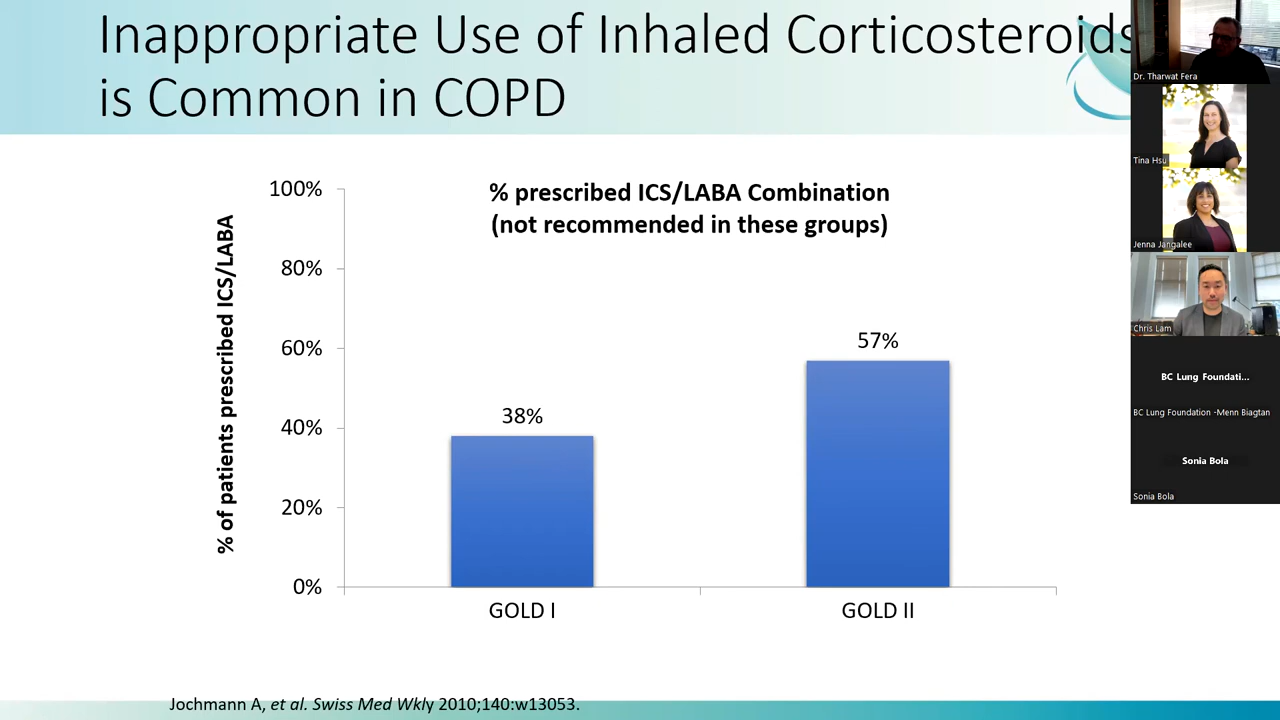 Inappropriate Use of Inhaled Corticosteroids
is Common in COPD
% prescribed ICS/LABA Combination
(not recommended in these groups)
% of patients prescribed ICS/LABA
100%
80%
60%
40%
20%
0%
38%
57%
GOLD I
GOLD II
Jochmann A, et al. Swiss Med Wkly 2010;140:w13053.
Dr. Tharwat Fera
Tina Hsu
Jenna Jangalee
Chris Lam
BC Lung Foundati...
BC Lung Foundation -Menn Biagtan
Sonia Bola
Sonia Bola